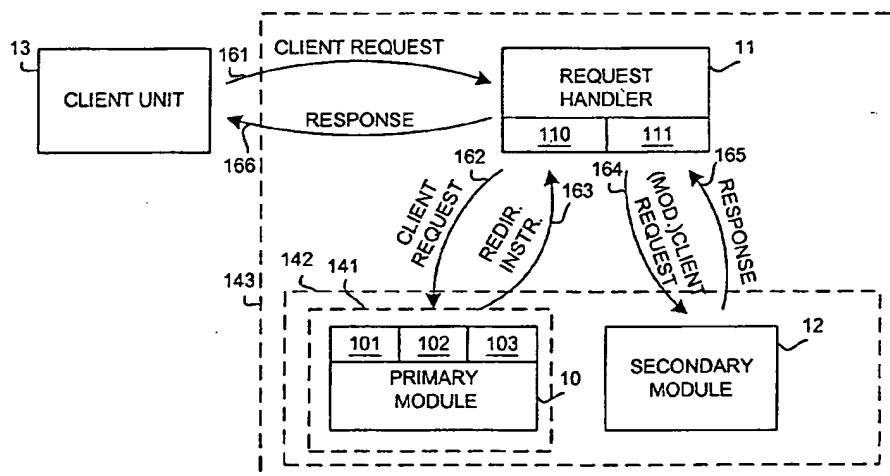 13
161
CLIENT REQUEST
11
CLIENT UNIT
REQUEST
HANDLER
RESPONSE
110
111
166
162
163
164
165
CLIENT
REQUEST
REDIR.
INSTR.
(MOD.)CLIENT
REQUEST
RESPONSE
143
142
141
12
101
102
103
PRIMARY
MODULE
10
SECONDARY
MODULE